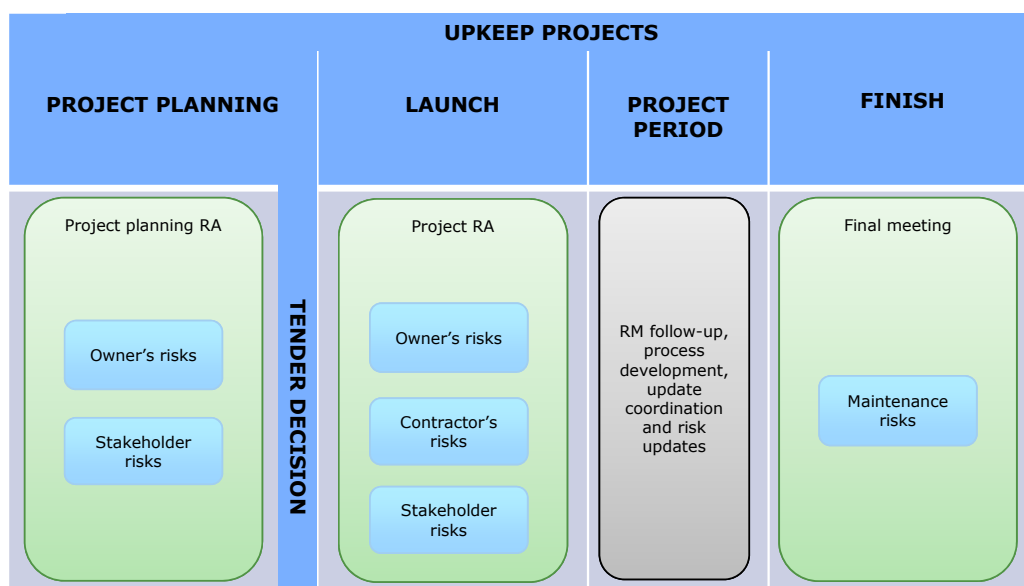 UPKEEP PROJECTS
PROJECT PLANNING
LAUNCH
PROJECT
PERIOD
FINISH
Project planning RA
Owner's risks
Stakeholder
risks
TENDER DECISION
Project RA
Owner's risks
Contractor's
risks
Stakeholder
risks
RM follow-up,
process
development,
update
coordination
and risk
updates
Final meeting
Maintenance
risks